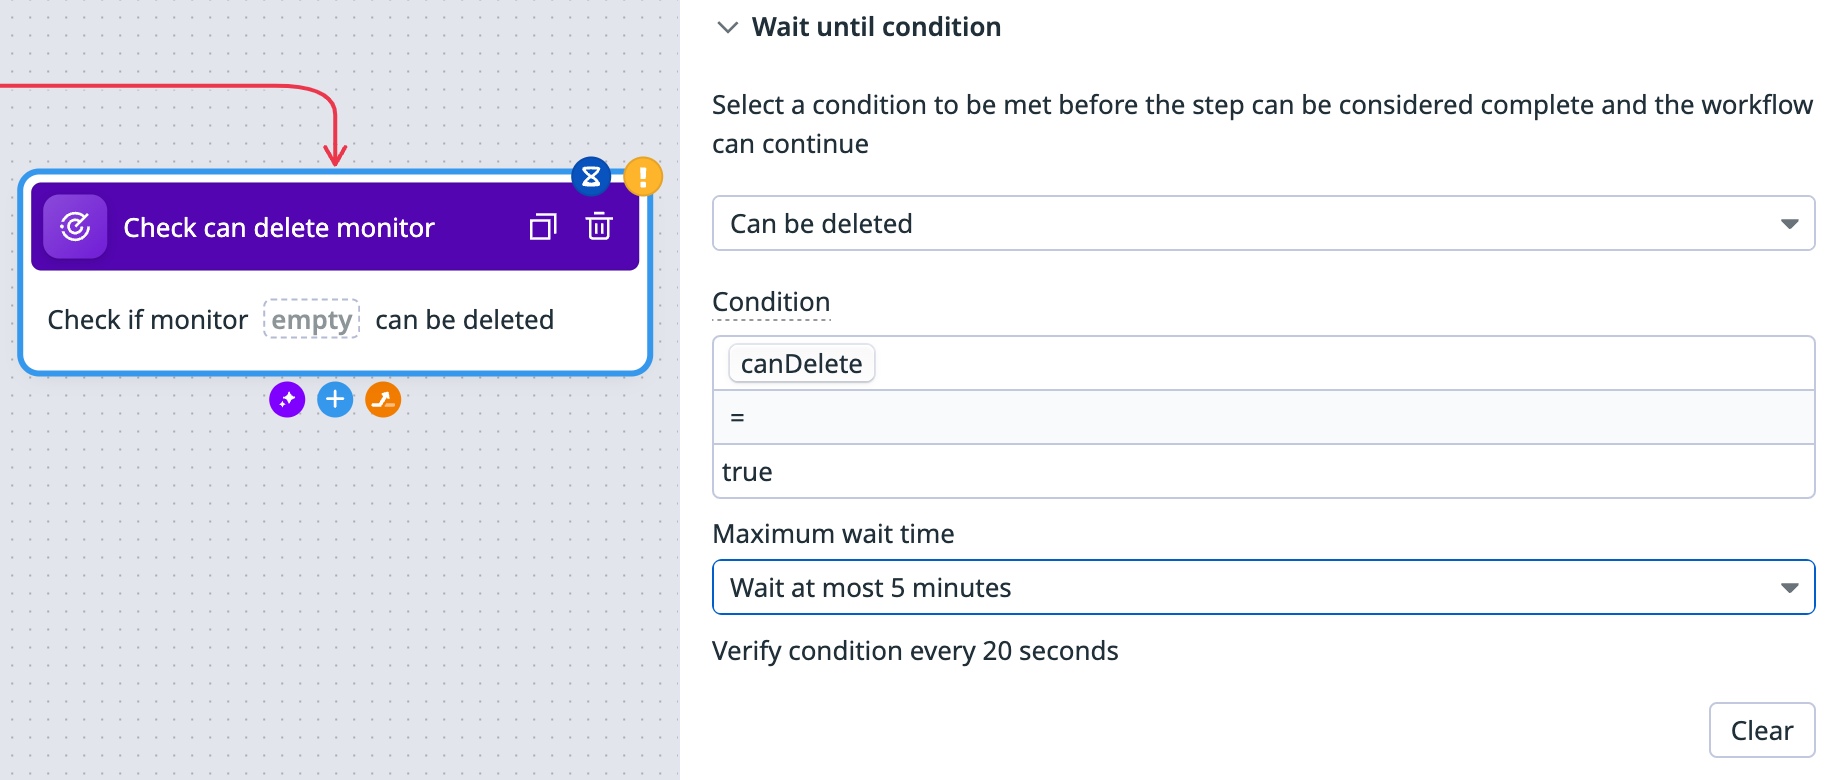 Check can delete monitor
Check if monitor empty can be deleted
Wait until condition
Select a condition to be met before the step can be considered complete and the workflow
can continue
Can be deleted
Condition
canDelete
=
true
Maximum wait time
Wait at most 5 minutes
Verify condition every 20 seconds
Clear